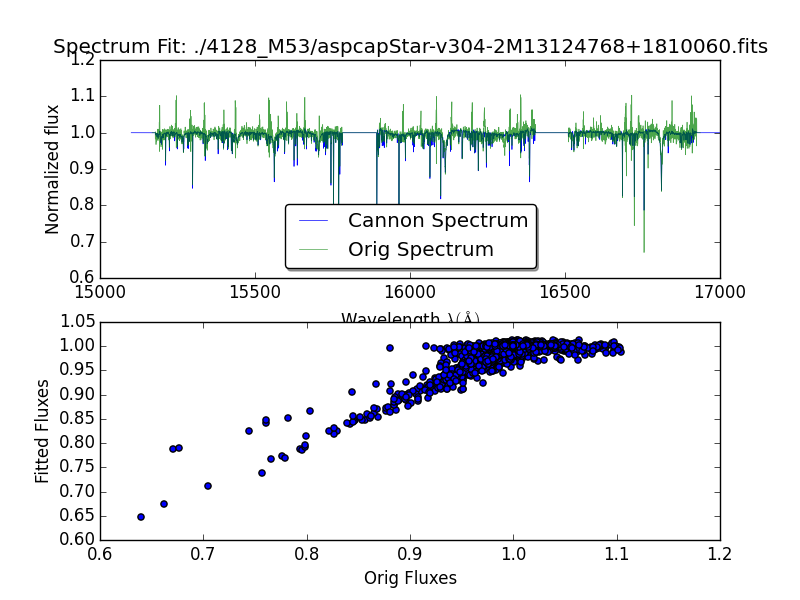 Spectrum Fit: ./4128_M53/aspcapStar-v304-2M13124768+1810060.fits
1.2
1.1
1.0
0.9
0.8
0.7
0.6
Normalized flux
Cannon Spectrum
Orig Spectrum
15000 15500 16000 16500 17000
Wavelength λ(Å)
1.05
1.00
0.95
0.90
0.85
0.80
0.75
0.70
0.65
0.60
Fitted Fluxes
0.6 0.7 0.8 0.9 1.0 1.1 1.2
Orig Fluxes